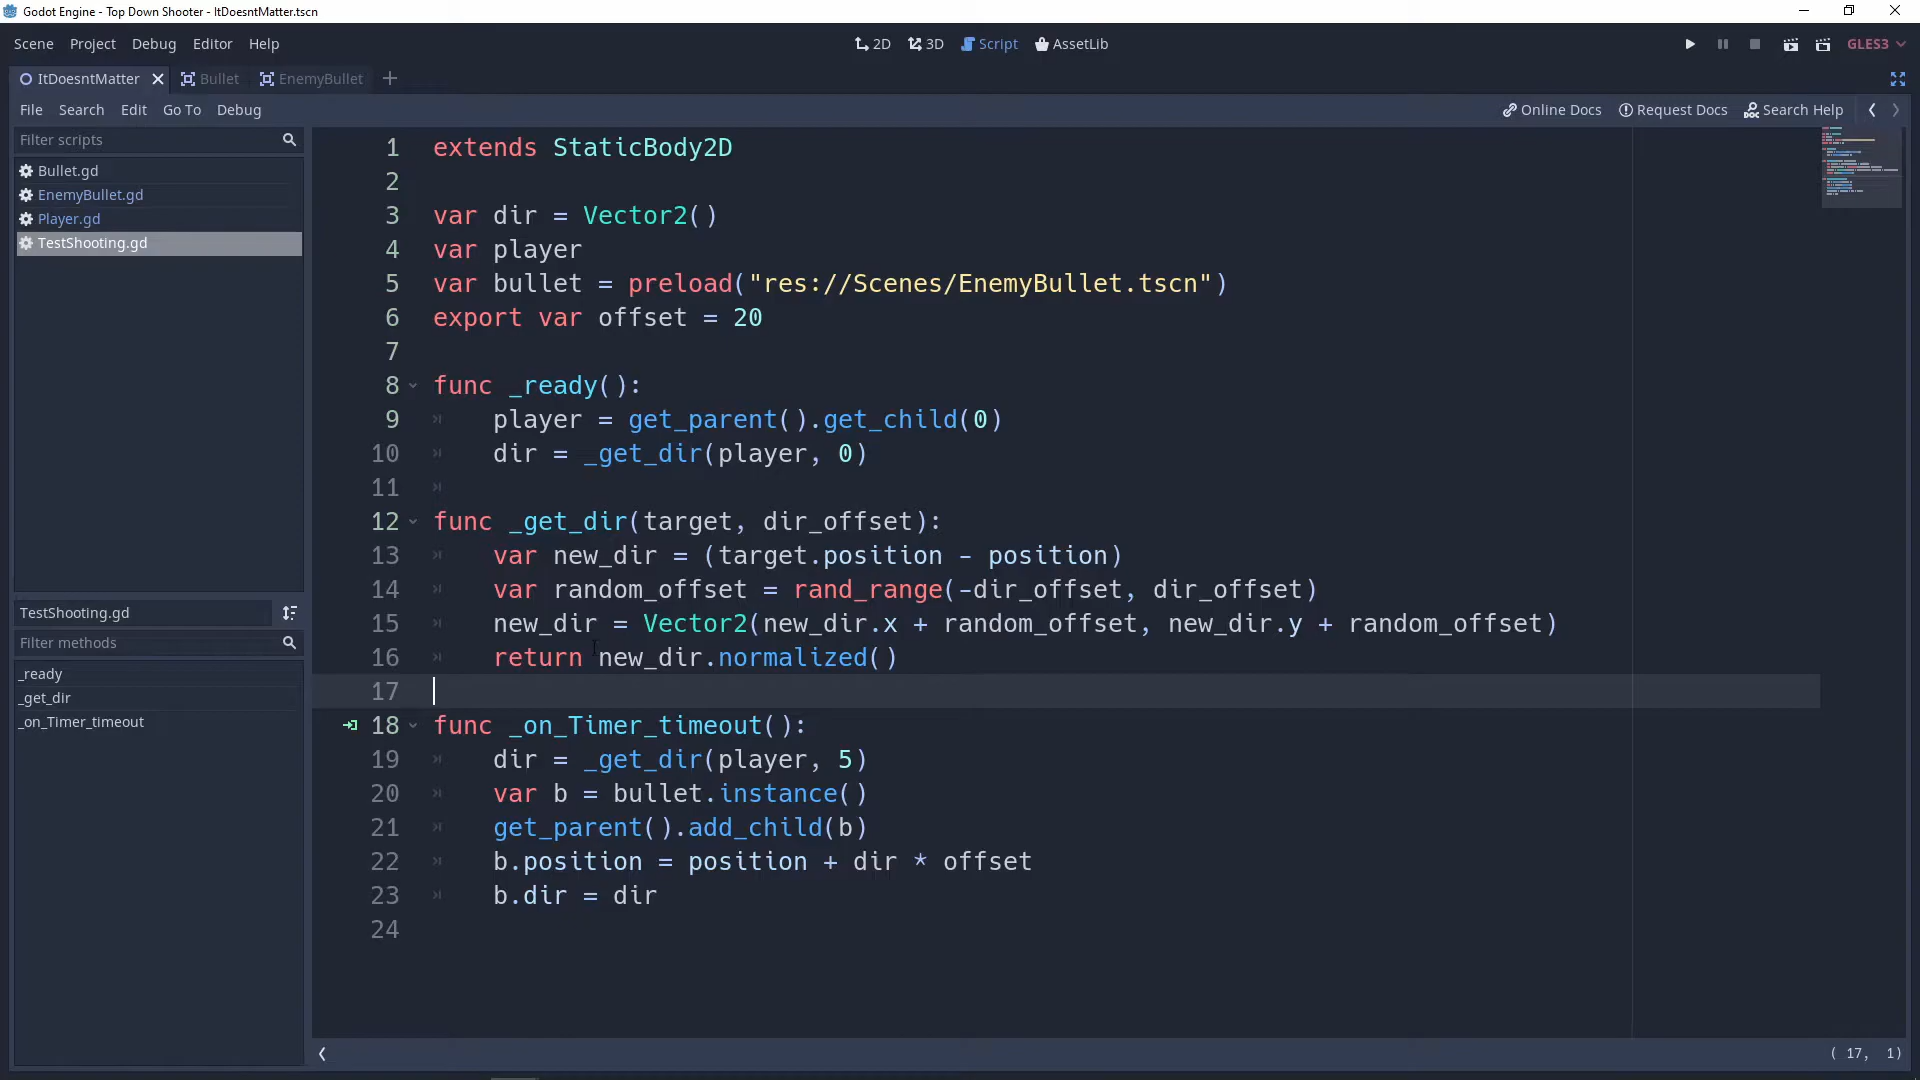 Godot Engine - Top Down Shooter - ItDoesntMatter.tscn
Scene Project Debug Editor Help
2D 3D Script AssetLib
GLES3
ItDoesntMatter Bullet EnemyBullet
File Search Edit Go To Debug
Online Docs Request Docs Search Help
Filter scripts
Bullet.gd
EnemyBullet.gd
Player.gd
TestShooting.gd
TestShooting.gd
Filter methods
_ready
_get_dir
_on_Timer_timeout
1 extends StaticBody2D
2
3 var dir = Vector2()
4 var player
5 var bullet = preload("res://Scenes/EnemyBullet.tscn")
6 export var offset = 20
7
8 func _ready():
9 player = get_parent().get_child(0)
10 dir = _get_dir(player, 0)
11
12 func _get_dir(target, dir_offset):
13 var new_dir = (target.position - position)
14 var random_offset = rand_range(-dir_offset, dir_offset)
15 new_dir = Vector2(new_dir.x + random_offset, new_dir.y + random_offset)
16 return new_dir.normalized()
17
18 func _on_Timer_timeout():
19 dir = _get_dir(player, 5)
20 var b = bullet.instance()
21 get_parent().add_child(b)
22 b.position = position + dir * offset
23 b.dir = dir
24
( 17, 1)